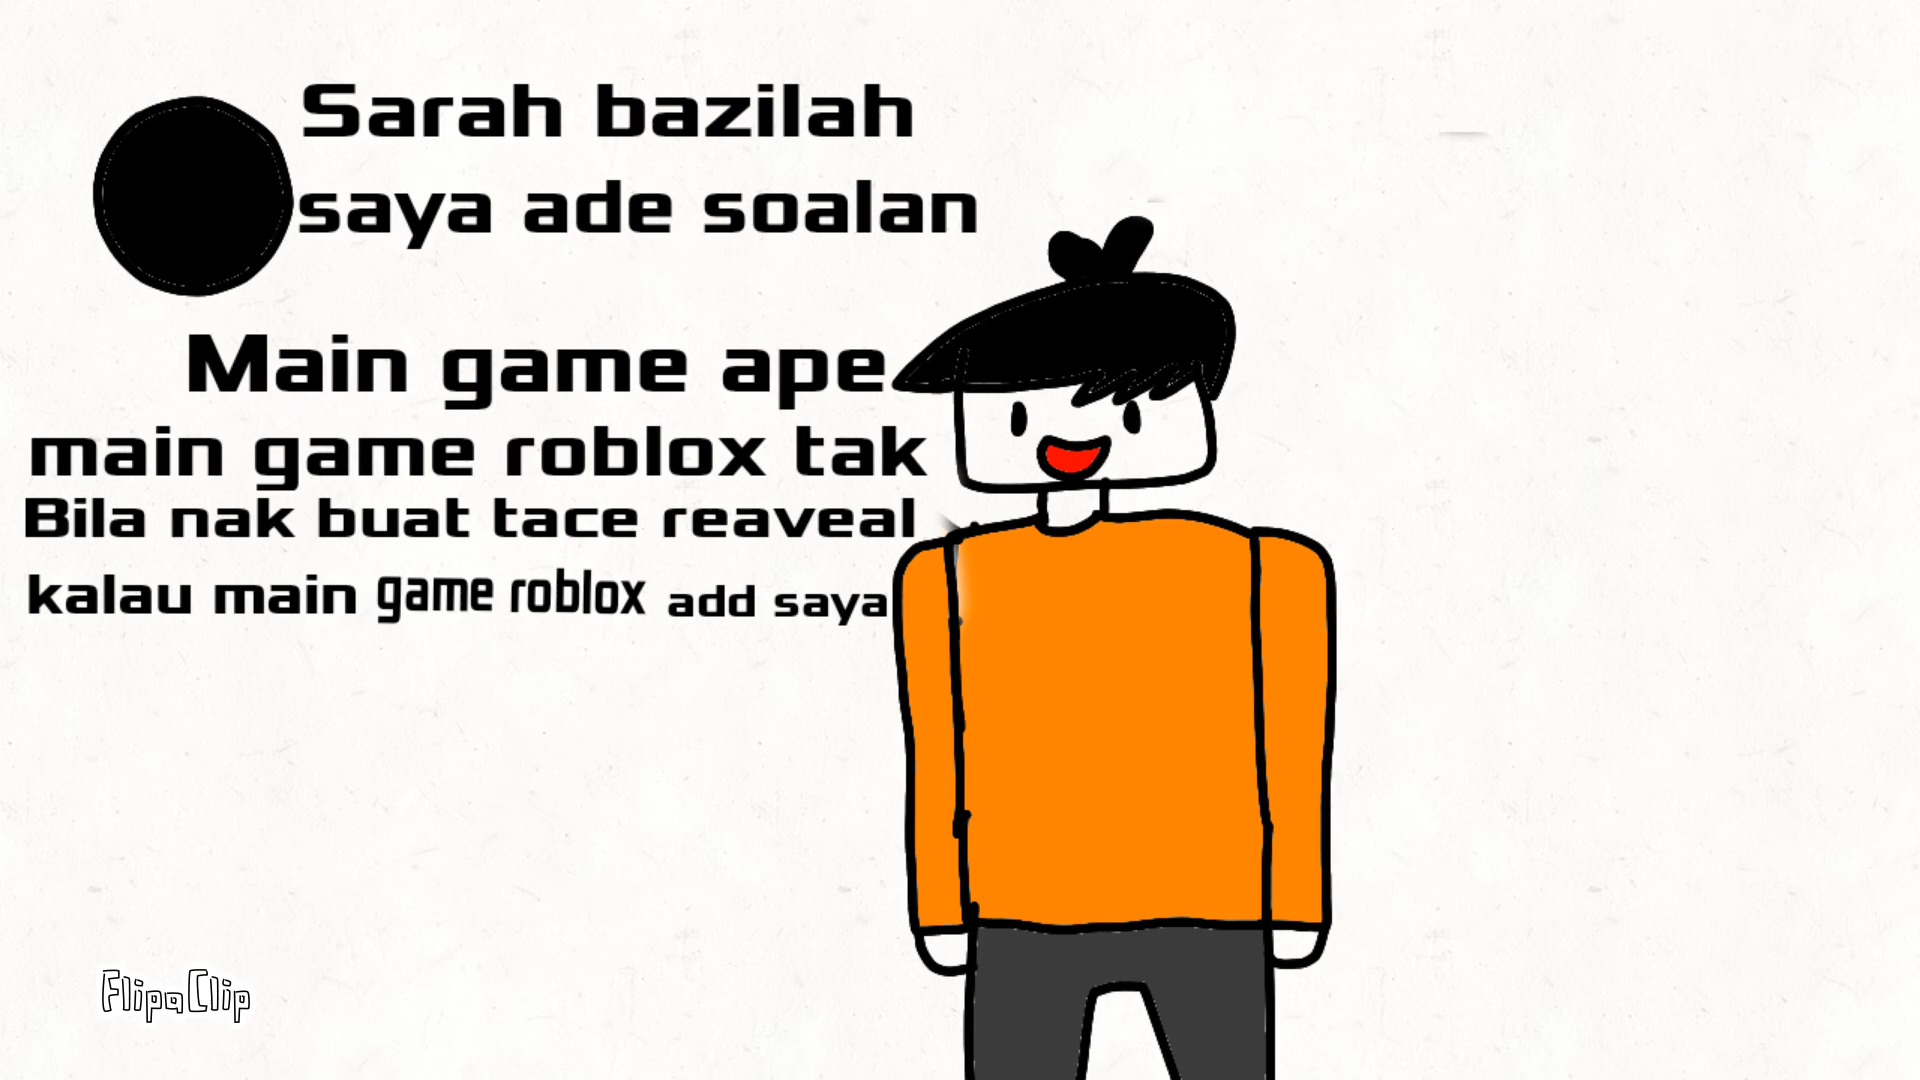 Sarah bazilah
saya ade soalan
Main game ape
main game roblox tak
Bila nak buat tace reaveal
kalau main game roblox add saya
FlipaClip